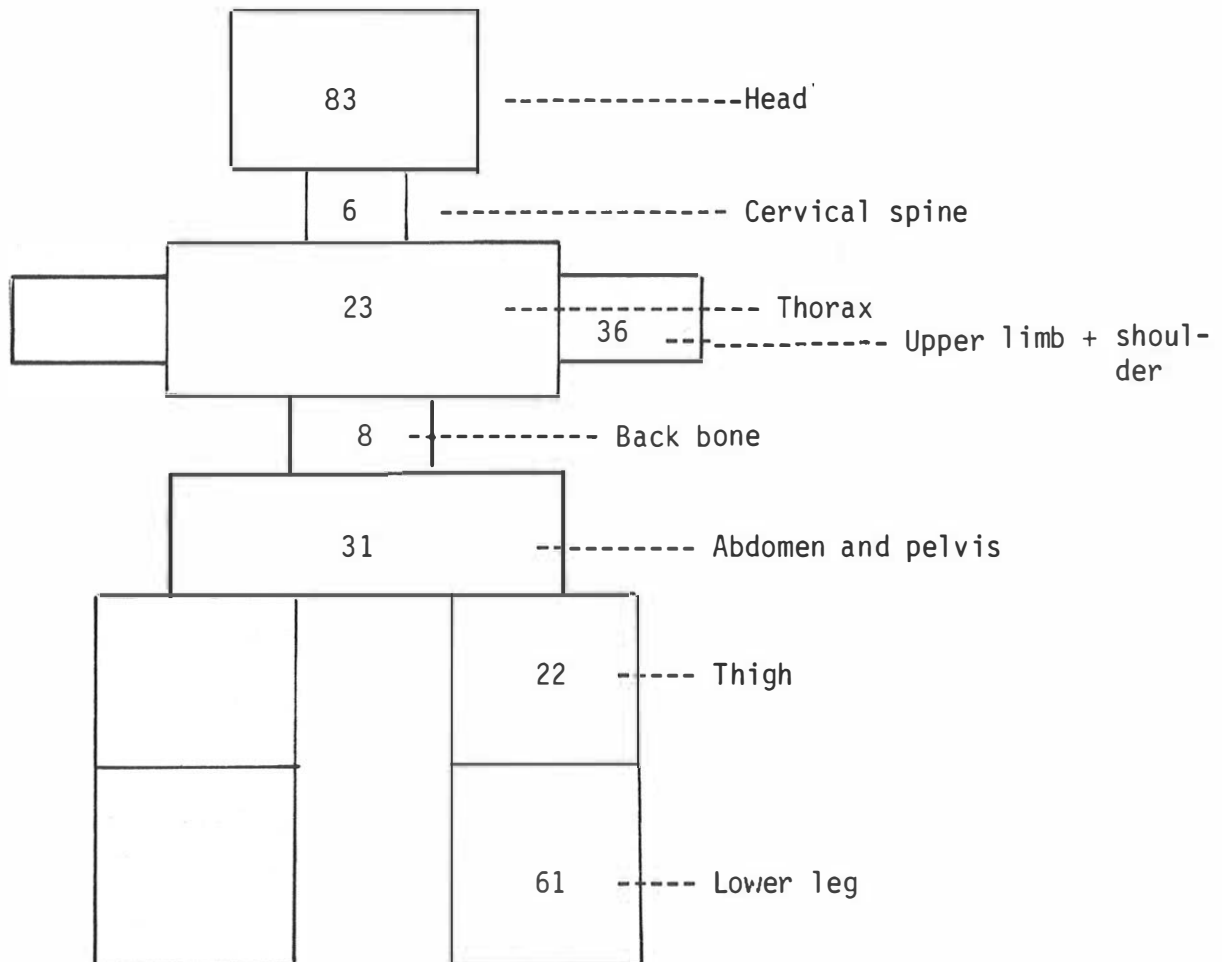 83 ------------ Head
6 ------------ Cervical spine
23 ------------ Thorax
36 ------------ Upper limb + shoul-
der
8 ------------ Back bone
31 ------------ Abdomen and pelvis
22 ------------ Thigh
61 ------------ Lower leg